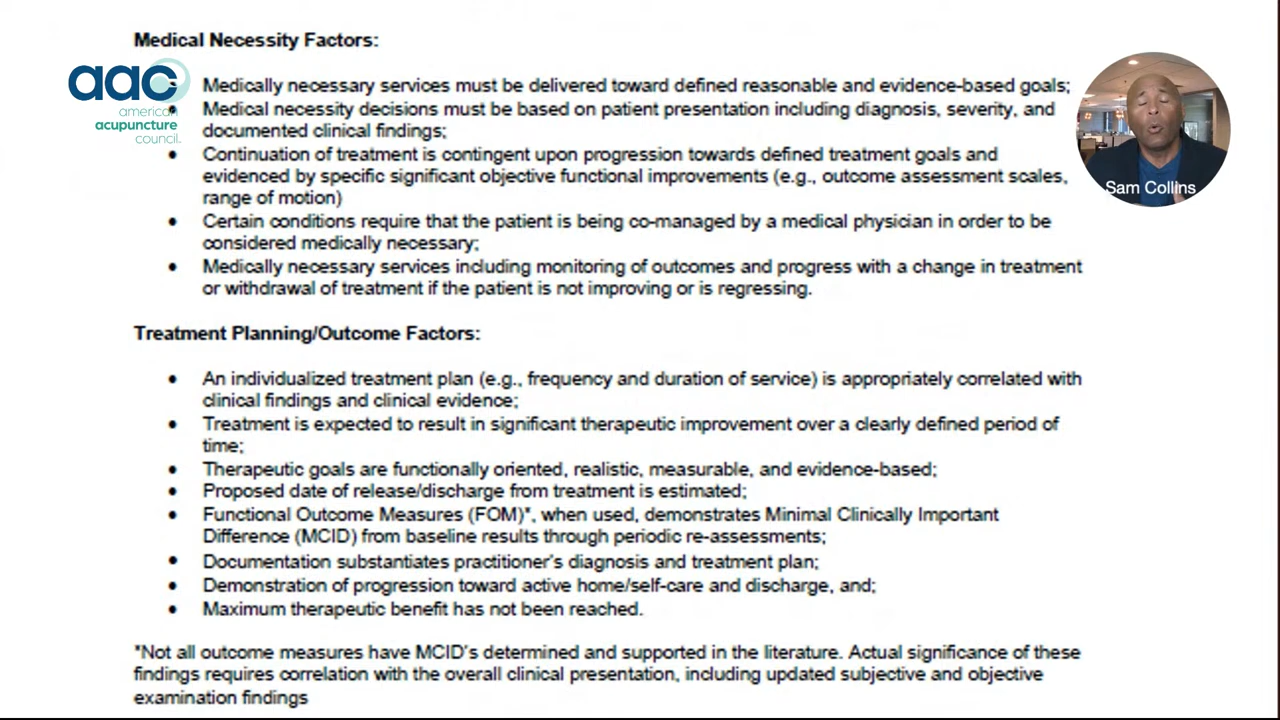 Medical Necessity Factors:
aac
american
acupuncture
council
Medically necessary services must be delivered toward defined reasonable and evidence-based goals;
Medical necessity decisions must be based on patient presentation including diagnosis, severity, and
documented clinical findings;
Continuation of treatment is contingent upon progression towards defined treatment goals and
evidenced by specific significant objective functional improvements (e.g., outcome assessment scales,
range of motion)
Certain conditions require that the patient is being co-managed by a medical physician in order to be
considered medically necessary;
Medically necessary services including monitoring of outcomes and progress with a change in treatment
or withdrawal of treatment if the patient is not improving or is regressing.
Sam Collins
Treatment Planning/Outcome Factors:
An individualized treatment plan (e.g., frequency and duration of service) is appropriately correlated with
clinical findings and clinical evidence;
Treatment is expected to result in significant therapeutic improvement over a clearly defined period of
time;
Therapeutic goals are functionally oriented, realistic, measurable, and evidence-based;
Proposed date of release/discharge from treatment is estimated;
Functional Outcome Measures (FOM)*, when used, demonstrates Minimal Clinically Important
Difference (MCID) from baseline results through periodic re-assessments;
Documentation substantiates practitioner's diagnosis and treatment plan;
Demonstration of progression toward active home/self-care and discharge, and;
Maximum therapeutic benefit has not been reached.
*Not all outcome measures have MCID's determined and supported in the literature. Actual significance of these
findings requires correlation with the overall clinical presentation, including updated subjective and objective
examination findings